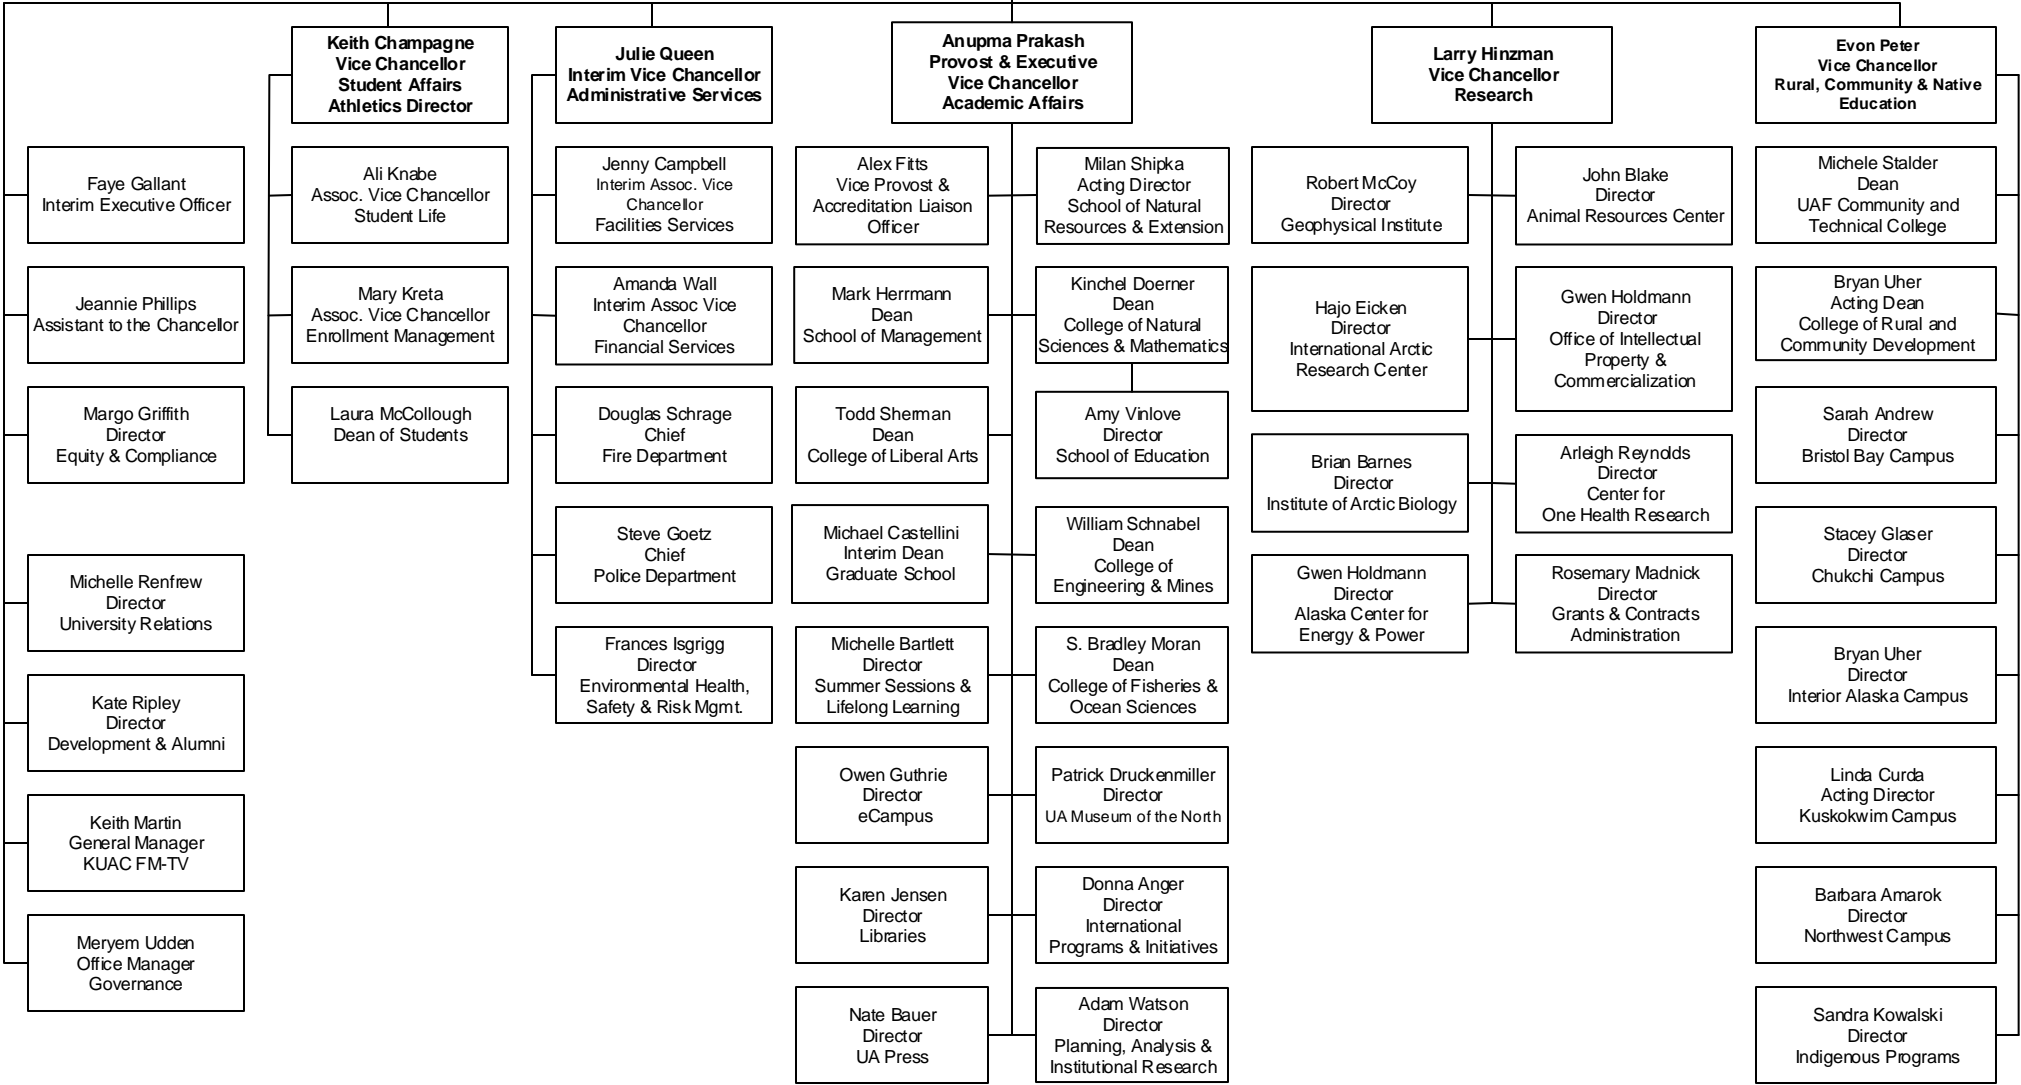 Keith Champagne
Vice Chancellor
Student Affairs
Athletics Director
Julie Queen
Interim Vice Chancellor
Administrative Services
Anupma Prakash
Provost & Executive
Vice Chancellor
Academic Affairs
Larry Hinzman
Vice Chancellor
Research
Evon Peter
Vice Chancellor
Rural, Community & Native
Education
Faye Gallant
Interim Executive Officer
Jeannie Phillips
Assistant to the Chancellor
Margo Griffith
Director
Equity & Compliance
Michelle Renfrew
Director
University Relations
Kate Ripley
Director
Development & Alumni
Keith Martin
General Manager
KUAC FM-TV
Meryem Udden
Office Manager
Governance
Ali Knabe
Assoc. Vice Chancellor
Student Life
Mary Kreta
Assoc. Vice Chancellor
Enrollment Management
Laura McCollough
Dean of Students
Jenny Campbell
Interim Assoc. Vice
Chancellor
Facilities Services
Amanda Wall
Interim Assoc Vice
Chancellor
Financial Services
Douglas Schrage
Chief
Fire Department
Steve Goetz
Chief
Police Department
Frances Isgrigg
Director
Environmental Health,
Safety & Risk Mgmt.
Alex Fitts
Vice Provost &
Accreditation Liaison
Officer
Mark Herrmann
Dean
School of Management
Todd Sherman
Dean
College of Liberal Arts
Michael Castellini
Interim Dean
Graduate School
Michelle Bartlett
Director
Summer Sessions &
Lifelong Learning
Owen Guthrie
Director
eCampus
Karen Jensen
Director
Libraries
Nate Bauer
Director
UA Press
Milan Shipka
Acting Director
School of Natural
Resources & Extension
Kinchel Doerner
Dean
College of Natural
Sciences & Mathematics
Amy Vinlove
Director
School of Education
William Schnabel
Dean
College of
Engineering & Mines
S. Bradley Moran
Dean
College of Fisheries &
Ocean Sciences
Patrick Druckenmiller
Director
UA Museum of the North
Donna Anger
Director
International
Programs & Initiatives
Adam Watson
Director
Planning, Analysis &
Institutional Research
Robert McCoy
Director
Geophysical Institute
Hajo Eicken
Director
International Arctic
Research Center
Brian Barnes
Director
Institute of Arctic Biology
Gwen Holdmann
Director
Alaska Center for
Energy & Power
John Blake
Director
Animal Resources Center
Gwen Holdmann
Director
Office of Intellectual
Property &
Commercialization
Arleigh Reynolds
Director
Center for
One Health Research
Rosemary Madnick
Director
Grants & Contracts
Administration
Michele Stalder
Dean
UAF Community and
Technical College
Bryan Uher
Acting Dean
College of Rural and
Community Development
Sarah Andrew
Director
Bristol Bay Campus
Stacey Glaser
Director
Chukchi Campus
Bryan Uher
Director
Interior Alaska Campus
Linda Curda
Acting Director
Kuskokwim Campus
Barbara Amarok
Director
Northwest Campus
Sandra Kowalski
Director
Indigenous Programs